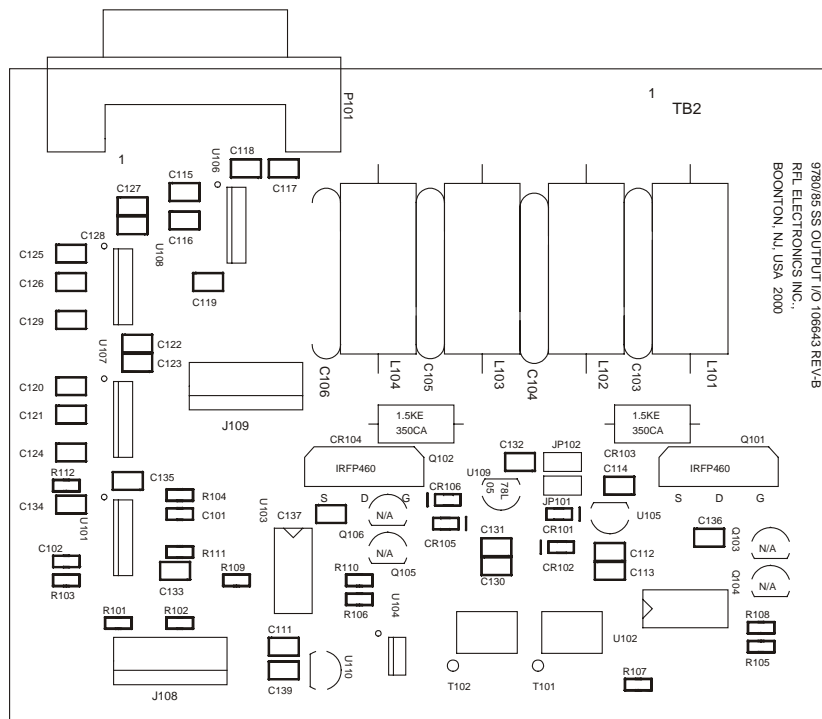 P101
1
TB2
9780/85 SS OUTPUT I/O 106643 REV-B
RFL ELECTRONICS INC.,
BOONTON, NJ, USA 2000
1
U106
C118
C117
C115
C127
C116
C128
U108
C125
C126
C119
C129
C122
C123
U107
C106
L104
C105
L103
C104
L102
C103
L101
C120
C121
J109
1.5KE
350CA
1.5KE
350CA
CR104
Q102
C132
JP102
CR103
Q101
C124
IRFP460
U109
78L
05
C114
IRFP460
R112
C135
S D G
CR106
JP101
S D G
C134
U101
R104
C101
U103
C137
N/A
Q106
CR105
CR101
U105
C136
Q103
N/A
C102
R103
R111
C133
R109
R110
N/A
Q105
C131
C130
CR102
C112
C113
Q104
N/A
R106
U104
R101
R102
C111
C139
U110
U102
R108
R105
J108
T102
T101
R107